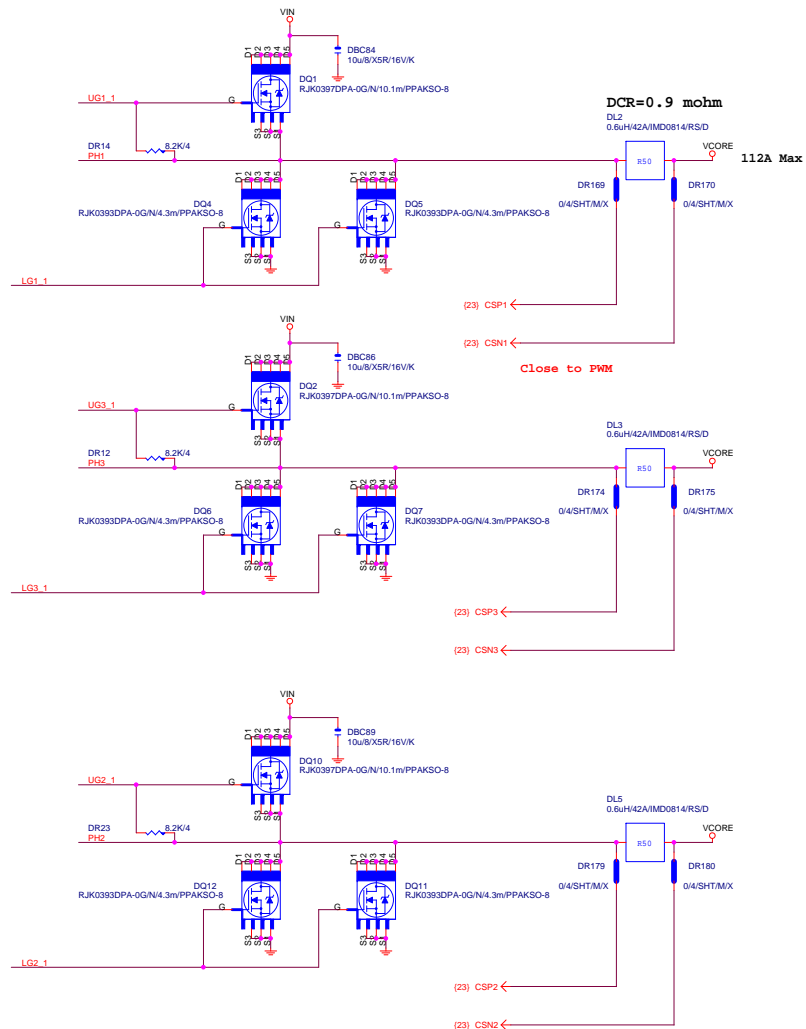 VIN
D1 D2 D3 D4 D5
DBC84
10u/8/X5R/16V/K
DQ1
RJK0397DPA-0G/N/10.1m/PPAKSO-8
UG1_1
G
S3 S2 S1
DCR=0.9 mohm
DL2
0.6uH/42A/IMD0814/RS/D
DR14
8.2K/4
PH1
R50
VCORE
112A Max
D1 D2 D3 D4 D5
D1 D2 D3 D4 D5
DQ4
RJK0393DPA-0G/N/4.3m/PPAKSO-8
DQ5
RJK0393DPA-0G/N/4.3m/PPAKSO-8
DR169
0/4/SHT/M/X
DR170
0/4/SHT/M/X
G
G
S3 S2 S1
S3 S2 S1
LG1_1
{23} CSP1
{23} CSN1
Close to PWM
VIN
D1 D2 D3 D4 D5
DBC86
10u/8/X5R/16V/K
DQ2
RJK0397DPA-0G/N/10.1m/PPAKSO-8
UG3_1
G
S3 S2 S1
DL3
0.6uH/42A/IMD0814/RS/D
DR12
8.2K/4
PH3
R50
VCORE
D1 D2 D3 D4 D5
D1 D2 D3 D4 D5
DQ6
RJK0393DPA-0G/N/4.3m/PPAKSO-8
DQ7
RJK0393DPA-0G/N/4.3m/PPAKSO-8
DR174
0/4/SHT/M/X
DR175
0/4/SHT/M/X
G
G
S3 S2 S1
S3 S2 S1
LG3_1
{23} CSP3
{23} CSN3
VIN
D1 D2 D3 D4 D5
DBC89
10u/8/X5R/16V/K
DQ10
RJK0397DPA-0G/N/10.1m/PPAKSO-8
UG2_1
G
S3 S2 S1
DL5
0.6uH/42A/IMD0814/RS/D
DR23
8.2K/4
PH2
R50
VCORE
D1 D2 D3 D4 D5
D1 D2 D3 D4 D5
DQ12
RJK0393DPA-0G/N/4.3m/PPAKSO-8
DQ11
RJK0393DPA-0G/N/4.3m/PPAKSO-8
DR179
0/4/SHT/M/X
DR180
0/4/SHT/M/X
G
G
S3 S2 S1
S3 S2 S1
LG2_1
{23} CSP2
{23} CSN2